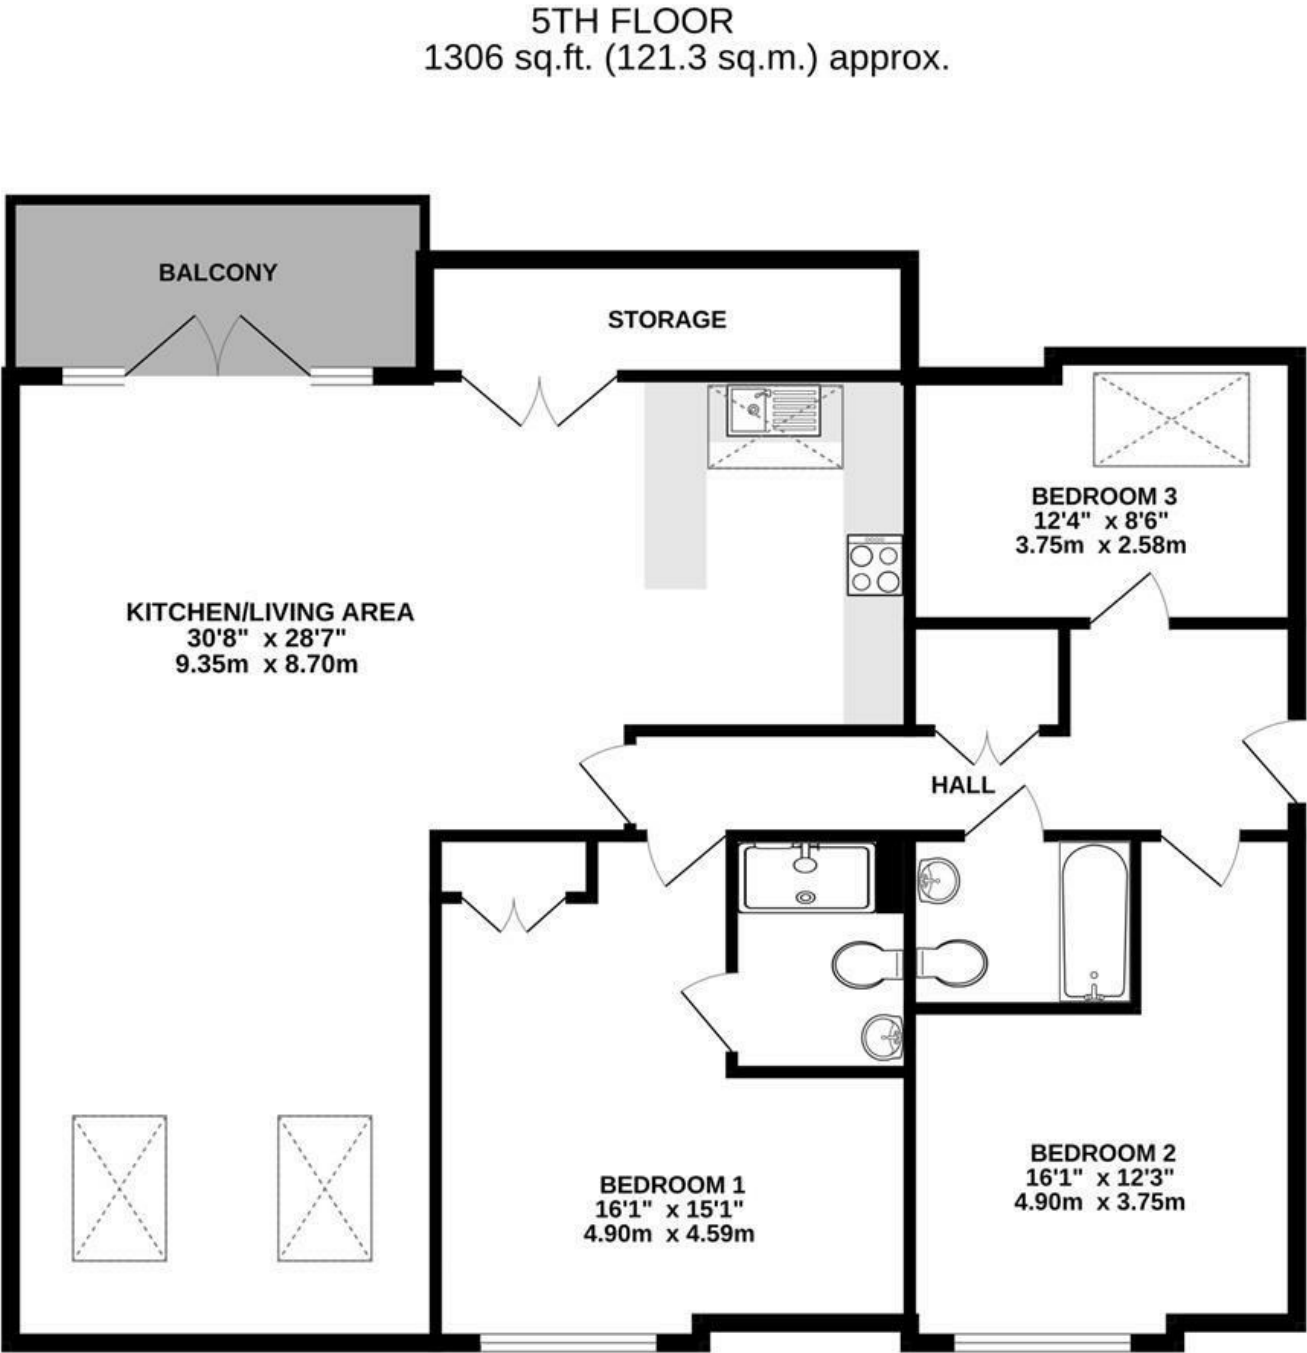 5TH FLOOR
1306 sq.ft. (121.3 sq.m.) approx.
BALCONY
STORAGE
BEDROOM 3
12'4" x 8'6"
3.75m x 2.58m
KITCHEN/LIVING AREA
30'8" x 28'7"
9.35m x 8.70m
HALL
BEDROOM 2
16'1" x 12'3"
4.90m x 3.75m
BEDROOM 1
16'1" x 15'1"
4.90m x 4.59m